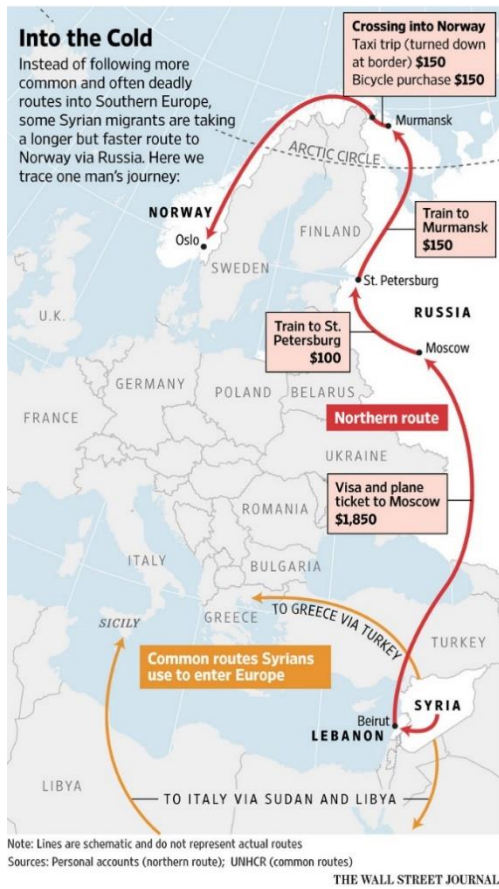 Into the Cold
Instead of following more
common and often deadly
routes into Southern Europe,
some Syrian migrants are taking
a longer but faster route to
Norway via Russia. Here we
trace one man's journey:
Crossing into Norway
Taxi trip (turned down
at border) $150
Bicycle purchase $150
Murmansk
ARCTIC CIRCLE
NORWAY
Oslo
FINLAND
SWEDEN
Train to
Murmansk
$150
St. Petersburg
RUSSIA
U.K.
Train to St.
Petersburg
$100
Moscow
GERMANY
POLAND
BELARUS
FRANCE
Northern route
UKRAINE
Visa and plane
ticket to Moscow
$1,850
ROMANIA
ITALY
BULGARIA
SICILY
GREECE
TO GREECE VIA TURKEY
TURKEY
Common routes Syrians
use to enter Europe
SYRIA
Beirut
LEBANON
LIBYA
TO ITALY VIA SUDAN AND LIBYA
LIBYA
Note: Lines are schematic and do not represent actual routes
Sources: Personal accounts (northern route); UNHCR (common routes)
THE WALL STREET JOURNAL